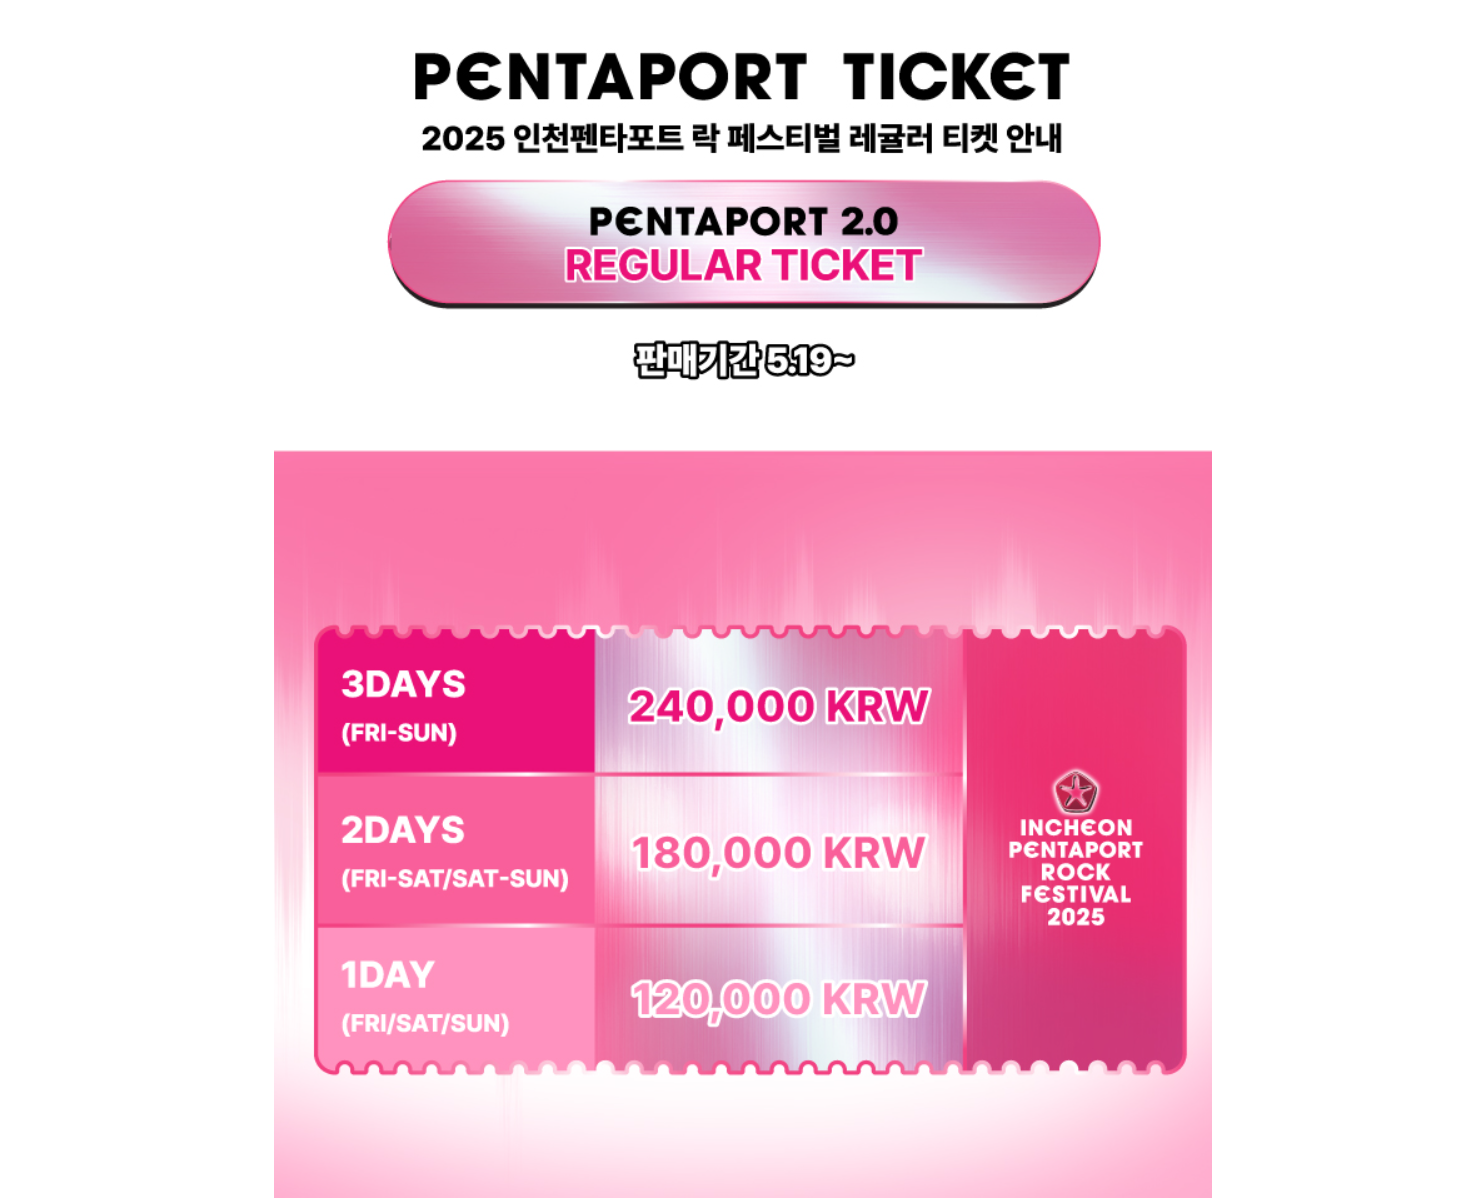 PENTAPORT TICKET
2025 인천펜타포트 락 페스티벌 레귤러 티켓 안내
PENTAPORT 2.0
REGULAR TICKET
판매기간 5.19~
3DAYS
(FRI-SUN)
240,000 KRW
2DAYS
(FRI-SAT/SAT-SUN)
180,000 KRW
1DAY
(FRI/SAT/SUN)
120,000 KRW
INCHEON
PENTAPORT
ROCK
FESTIVAL
2025